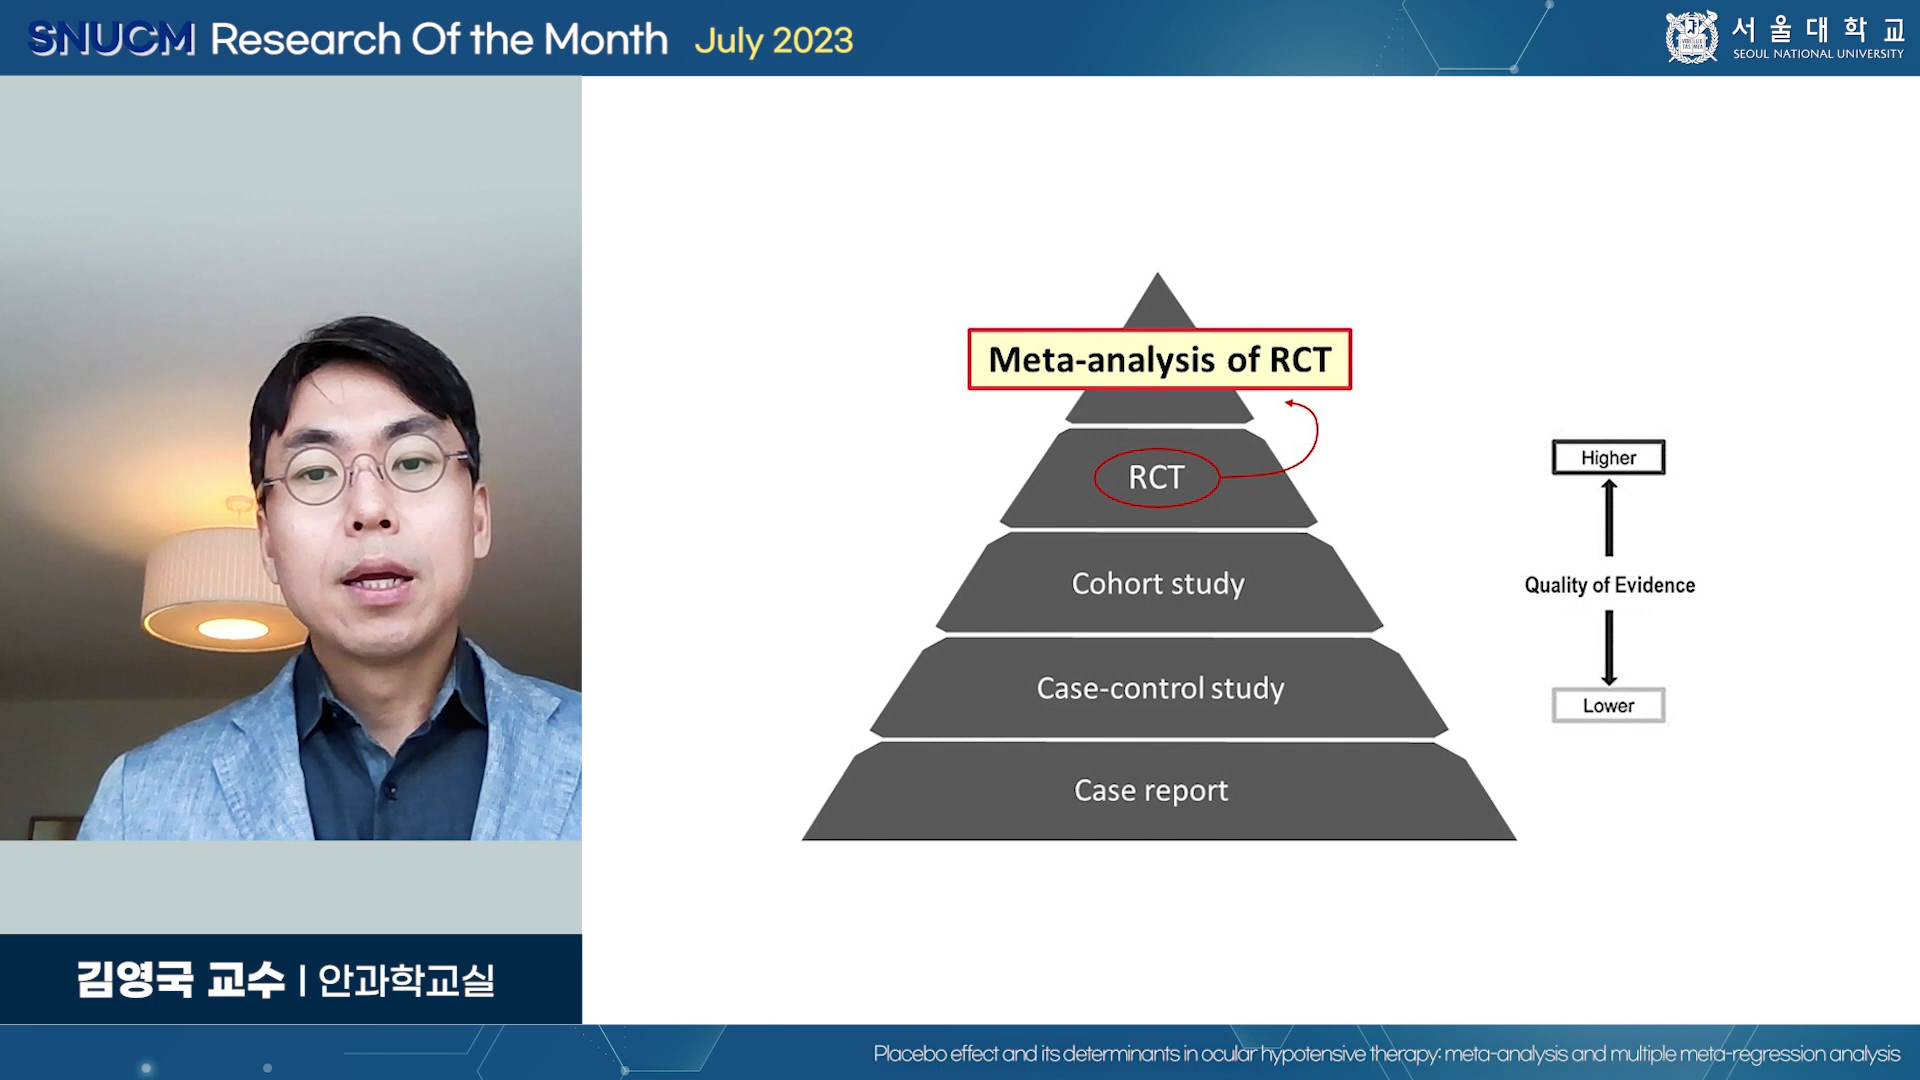 SNUCM Research Of the Month July 2023
서울대학교
SEOUL NATIONAL UNIVERSITY
Meta-analysis of RCT
RCT
Cohort study
Case-control study
Case report
Higher
Quality of Evidence
Lower
김영국 교수 | 안과학교실
Placebo effect and its determinants in ocular hypotensive therapy: meta-analysis and multiple meta-regression analysis